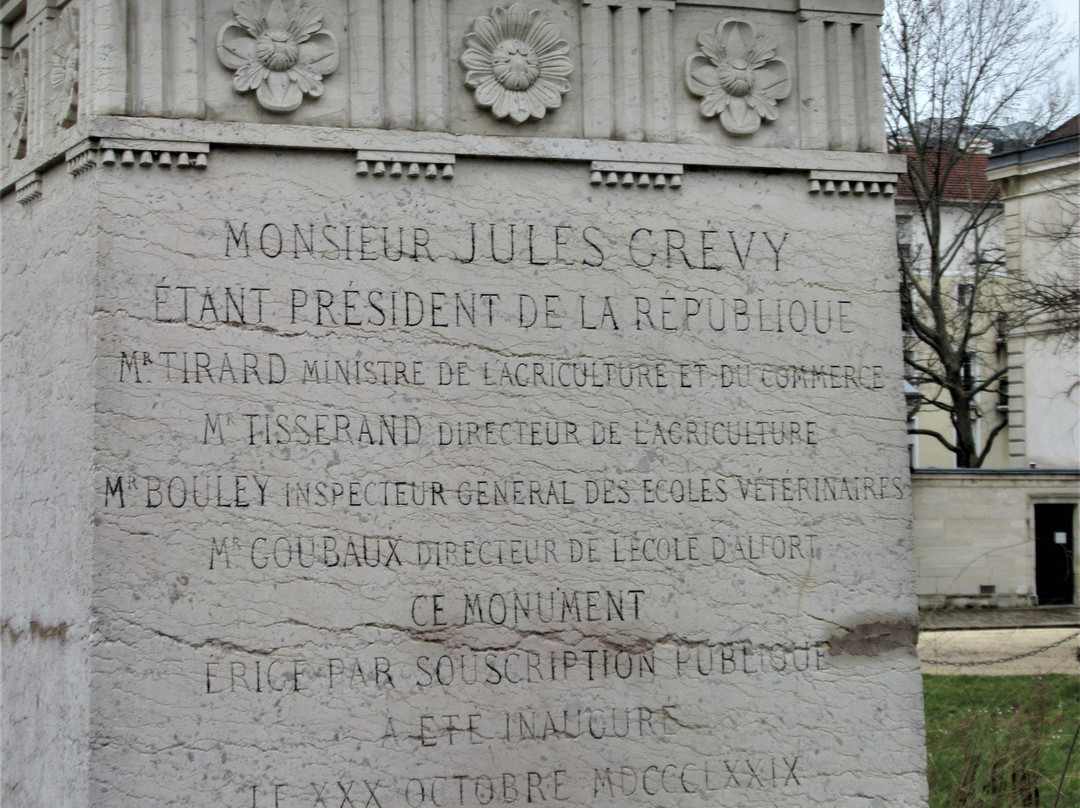 MONSIEUR JULES GRÉVY
ÉTANT PRÉSIDENT DE LA RÉPUBLIQUE
MR TIRARD MINISTRE DE L'AGRICULTURE ET DU COMMERCE
MR TISSERAND DIRECTEUR DE L'AGRICULTURE
MR BOULEY INSPECTEUR GÉNÉRAL DES ÉCOLES VÉTÉRINAIRES
MR GOUBAUX DIRECTEUR DE L'ÉCOLE D'ALFORT
CE MONUMENT
ÉRIGÉ PAR SOUSCRIPTION PUBLIQUE
A ÉTÉ INAUGURÉ
LE XXX OCTOBRE MDCCCLXXIX